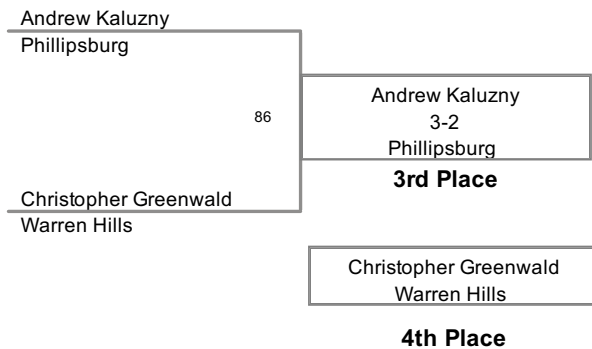 Andrew Kaluzny
Phillipsburg
86
Andrew Kaluzny
3-2
Phillipsburg
3rd Place
Christopher Greenwald
Warren Hills
Christopher Greenwald
Warren Hills
4th Place